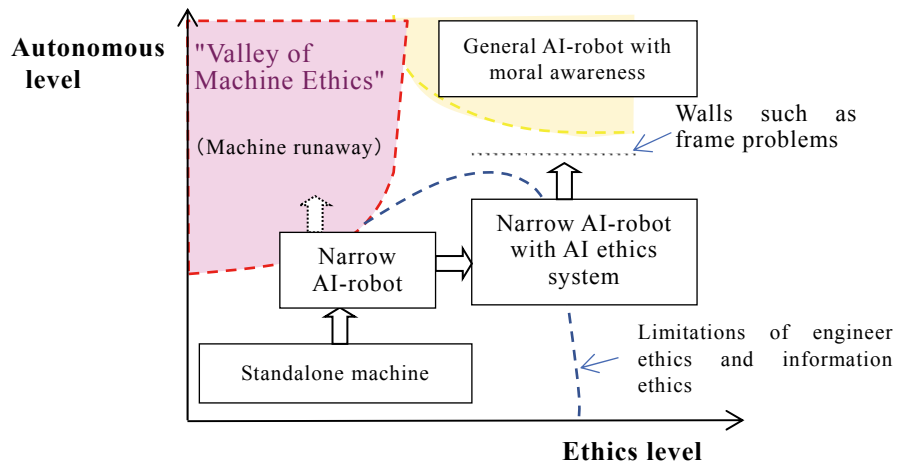 Autonomous
level
"Valley of
Machine Ethics"
(Machine runaway)
General AI-robot with
moral awareness
Walls such as
frame problems
Narrow
AI-robot
Narrow AI-robot
with AI ethics
system
Standalone machine
Limitations of engineer
ethics and information
ethics
Ethics level